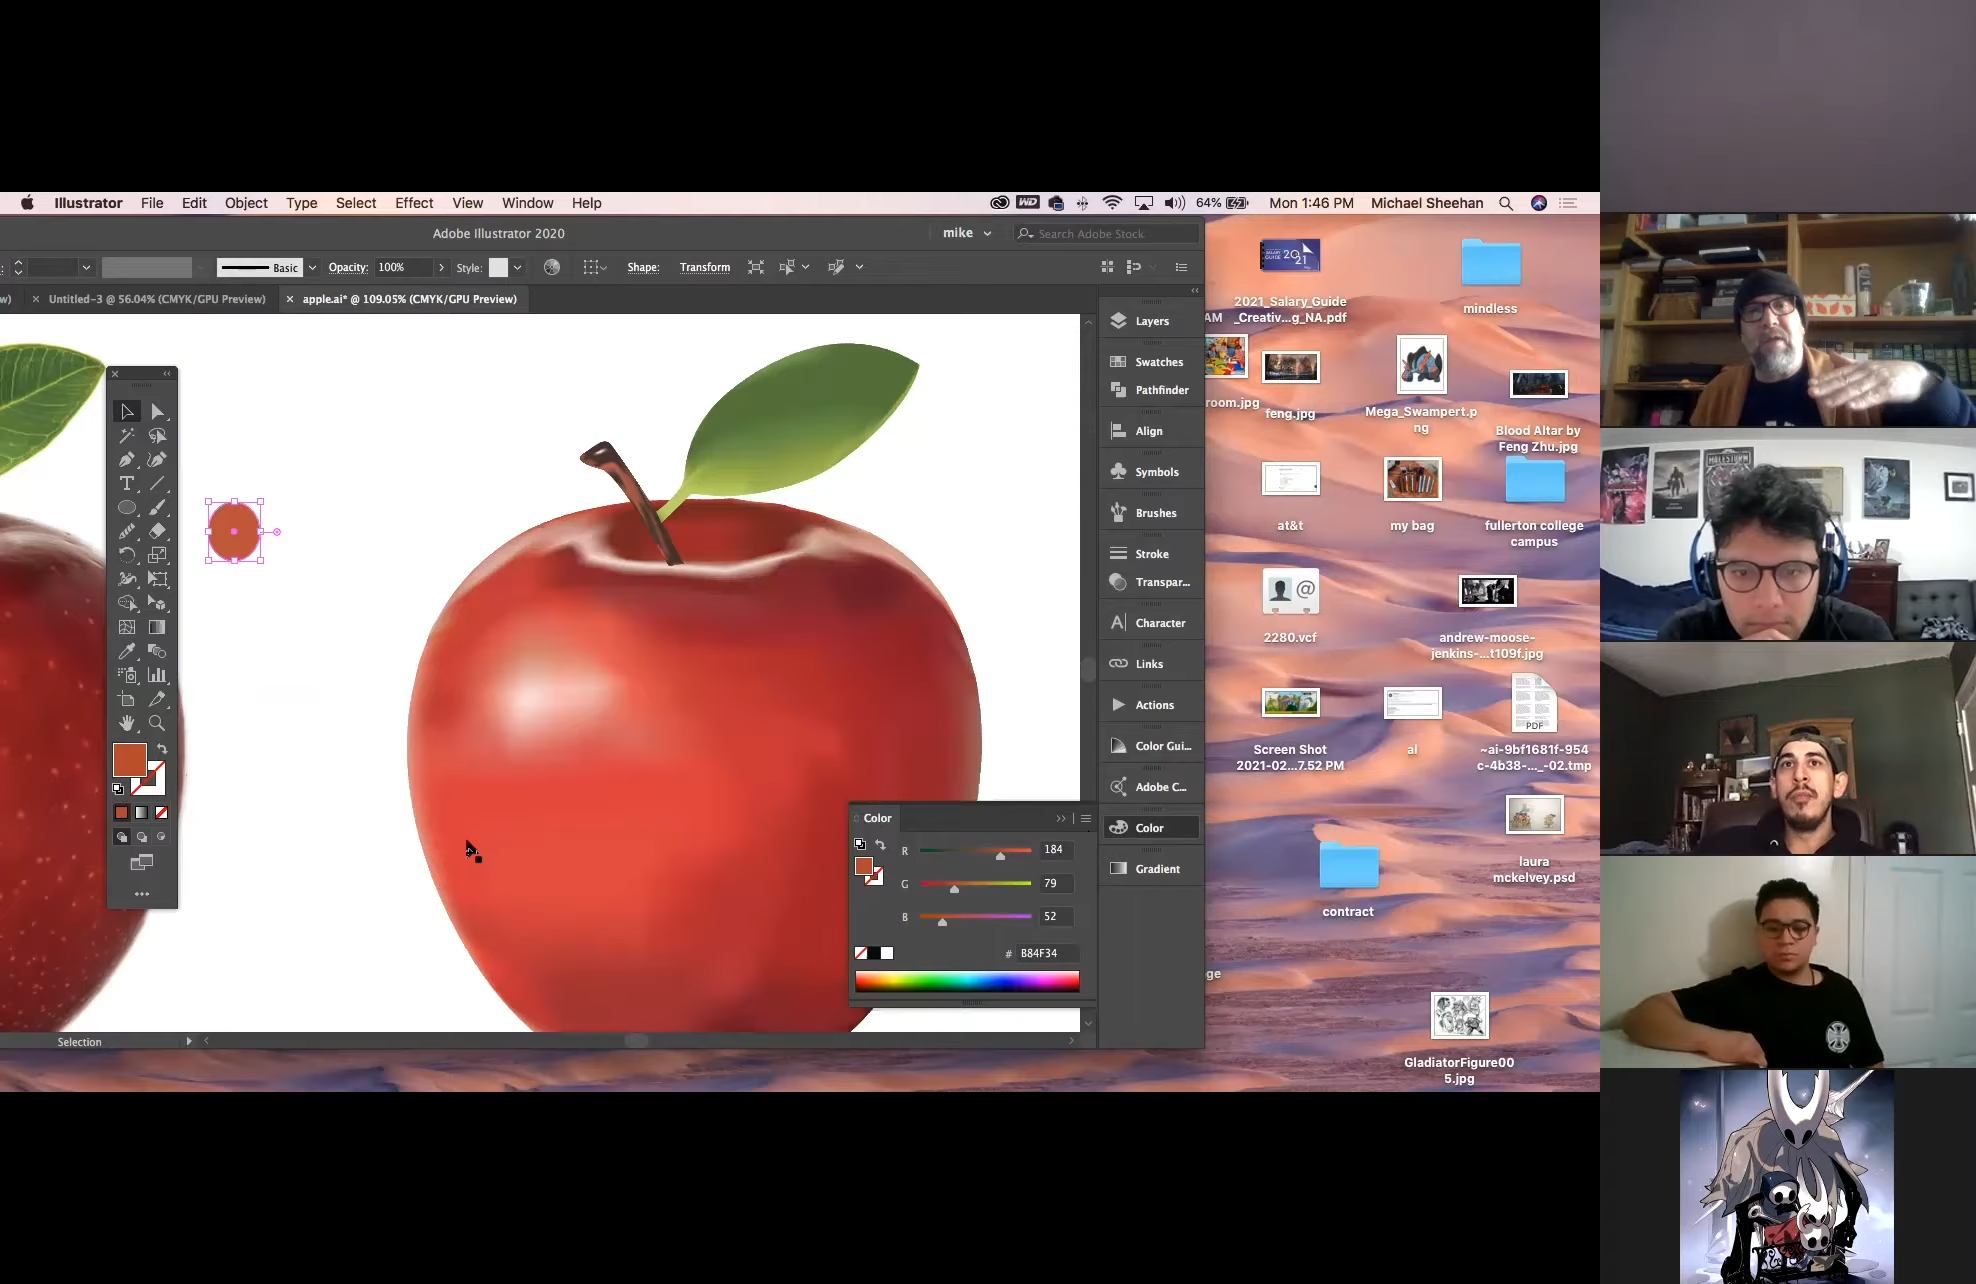 Illustrator File Edit Object Type Select Effect View Window Help
64% Mon 1:46 PM Michael Sheehan
Adobe Illustrator 2020
mike
Search Adobe Stock
Basic Opacity: 100% Style: Shape: Transform
w) × Untitled-3 @ 56.04% (CMYK/GPU Preview) × apple.ai* @ 109.05% (CMYK/GPU Preview)
Layers
Swatches
Pathfinder
Align
Symbols
Brushes
Stroke
Transpar...
Character
Links
Actions
Color Gui...
Adobe C...
Color
Gradient
Color
R 184
G 79
B 52
# B84F34
Selection
2021
2021_Salary_Guide
AM _Creativ...g_NA.pdf
mindless
room.jpg
feng.jpg
Mega_Swampert.p
ng
Blood Altar by
Feng Zhu.jpg
at&t
my bag
fullerton college
campus
2280.vcf
andrew-moose-
jenkins-...t109f.jpg
Screen Shot
2021-02...7.52 PM
al
PDF
~ai-9bf1681f-954
c-4b38-..._-02.tmp
laura
mckelvey.psd
contract
ge
GladiatorFigure00
5.jpg